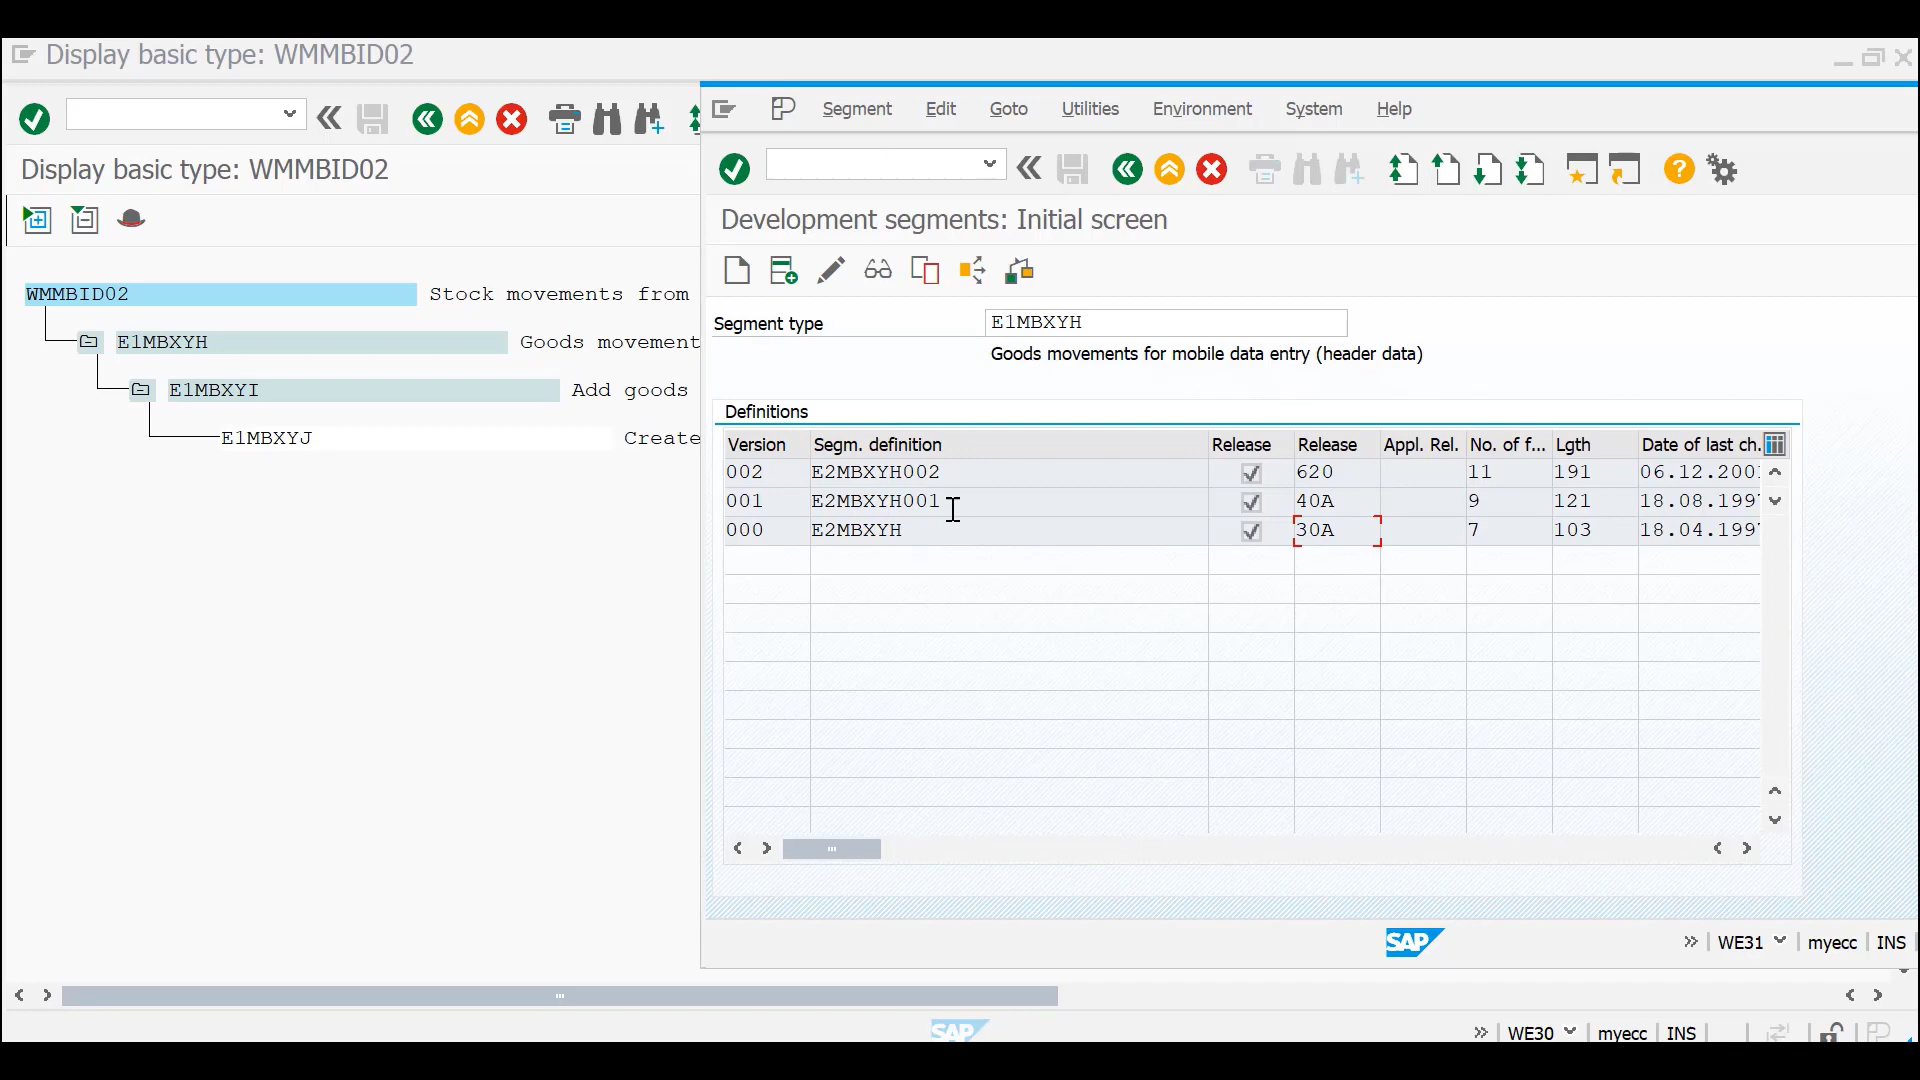 Display basic type: WMMBID02
Display basic type: WMMBID02
WMMBID02 Stock movements from
E1MBXYH Goods movement
E1MBXYI Add goods
E1MBXYJ Create
Segment Edit Goto Utilities Environment System Help
Development segments: Initial screen
Segment type E1MBXYH
Goods movements for mobile data entry (header data)
Definitions
Version Segm. definition Release Release Appl. Rel. No. of f... Lgth Date of last ch.
002 E2MBXYH002 620 11 191 06.12.2001
001 E2MBXYH001 40A 9 121 18.08.1997
000 E2MBXYH 30A 7 103 18.04.1997
SAP WE31 myecc INS
SAP WE30 myecc INS